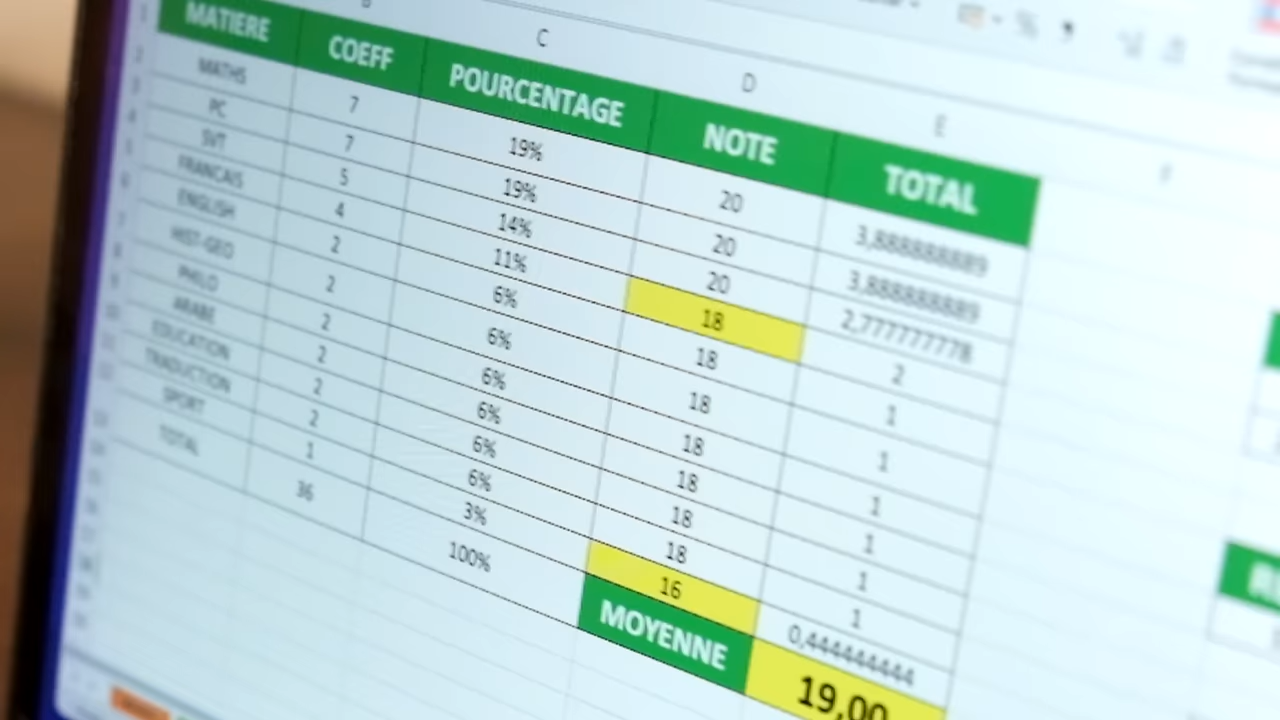 B C D E F
MATIERE COEFF POURCENTAGE NOTE TOTAL
MATHS 7 19% 20 3,888888889
PC 7 19% 20 3,888888889
SVT 5 14% 20 2,777777778
FRANCAIS 4 11% 18 2
ENGLISH 2 6% 18 1
HIST-GEO 2 6% 18 1
PHILO 2 6% 18 1
ARABE 2 6% 18 1
EDUCATION 2 6% 18 1
TRADUCTION 2 6% 18 1
SPORT 1 3% 16 0,444444444
TOTAL 36 100% MOYENNE 19,00